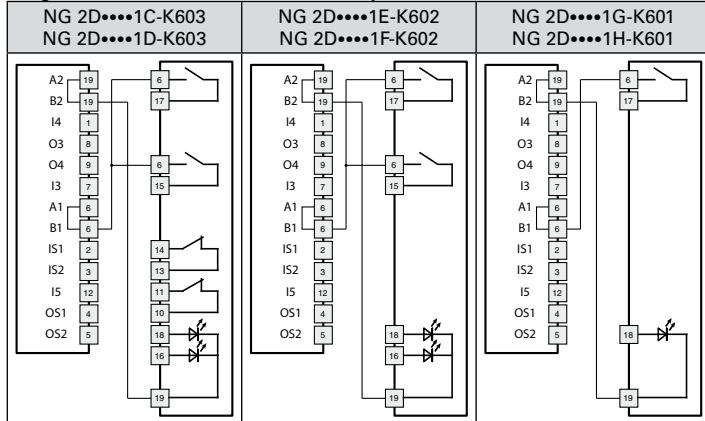 NG 2D••••1C-K603
NG 2D••••1D-K603
NG 2D••••1E-K602
NG 2D••••1F-K602
NG 2D••••1G-K601
NG 2D••••1H-K601
A2 19
B2 19
I4 1
O3 8
O4 9
I3 7
A1 6
B1 6
IS1 2
IS2 3
I5 12
OS1 4
OS2 5
6
17
6
15
14
13
11
10
18
16
19
A2 19
B2 19
I4 1
O3 8
O4 9
I3 7
A1 6
B1 6
IS1 2
IS2 3
I5 12
OS1 4
OS2 5
6
17
6
15
18
16
19
A2 19
B2 19
I4 1
O3 8
O4 9
I3 7
A1 6
B1 6
IS1 2
IS2 3
I5 12
OS1 4
OS2 5
6
17
18
19